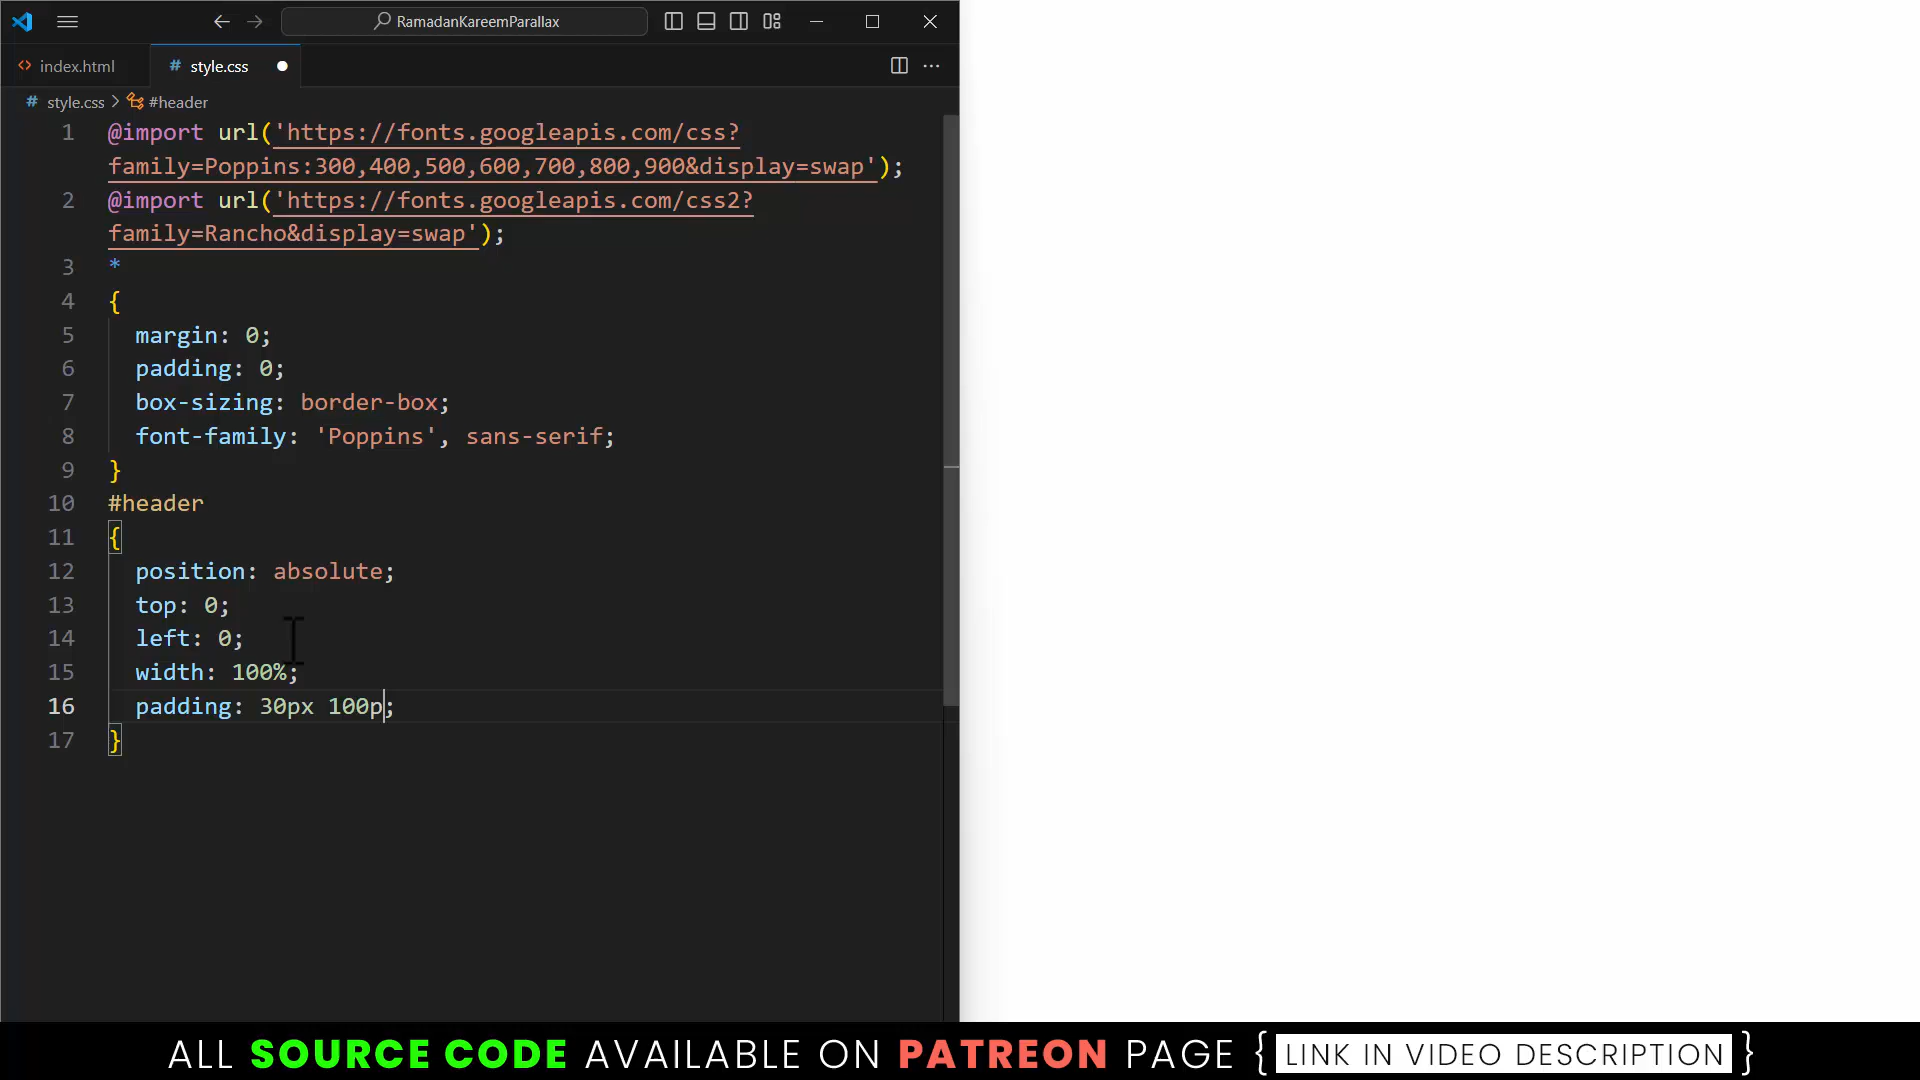 RamadanKareemParallax
index.html
# style.css
# style.css > #header
1 @import url('https://fonts.googleapis.com/css?
family=Poppins:300,400,500,600,700,800,900&display=swap');
2 @import url('https://fonts.googleapis.com/css2?
family=Rancho&display=swap');
3 *
4 {
5 margin: 0;
6 padding: 0;
7 box-sizing: border-box;
8 font-family: 'Poppins', sans-serif;
9 }
10 #header
11 {
12 position: absolute;
13 top: 0;
14 left: 0;
15 width: 100%;
16 padding: 30px 100p;
17 }
ALL SOURCE CODE AVAILABLE ON PATREON PAGE { LINK IN VIDEO DESCRIPTION }